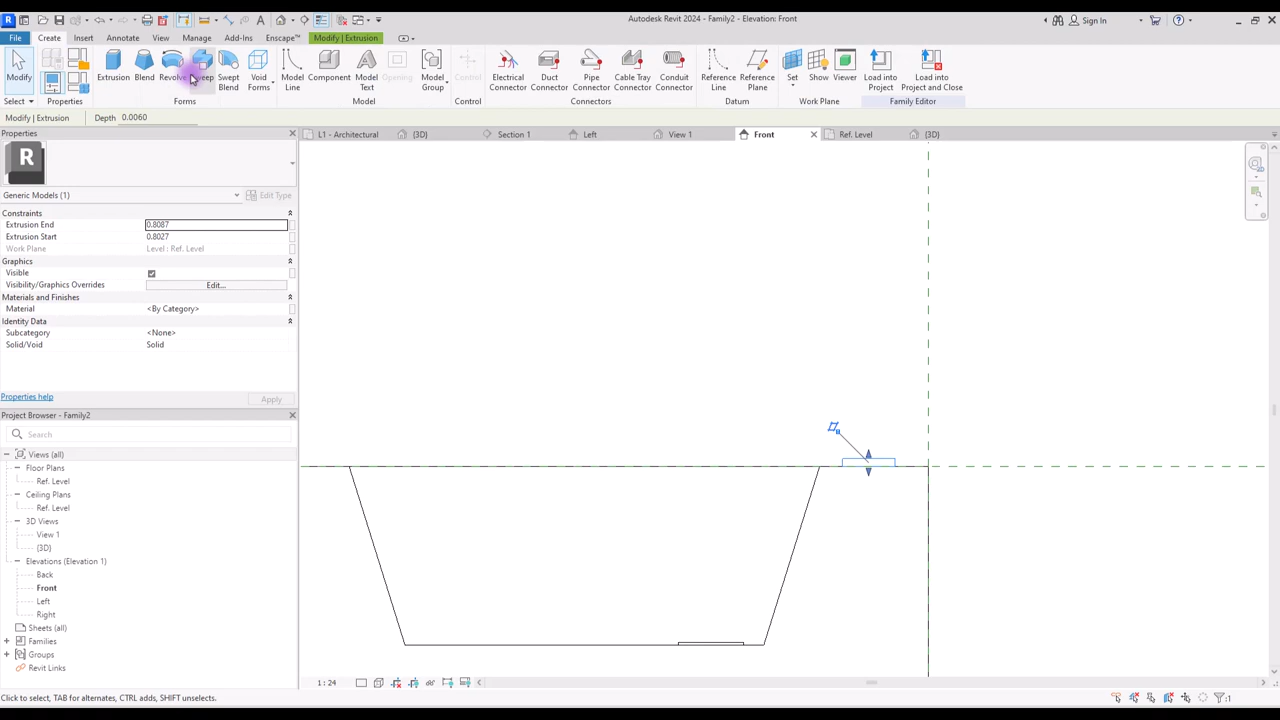 Autodesk Revit 2024 - Family2 - Elevation: Front
Sign In
File Create Insert Annotate View Manage Add-Ins Enscape™ Modify | Extrusion
Modify Extrusion Blend Revolve Sweep Swept Blend Void Forms Model Line Component Model Text Opening Model Group Control Electrical Connector Duct Connector Pipe Connector Cable Tray Connector Conduit Connector Reference Line Reference Plane Set Show Viewer Load into Project Load into Project and Close
Select Properties Forms Model Control Connectors Datum Work Plane Family Editor
Modify | Extrusion Depth 0.0060
Properties
L1 - Architectural {3D} Section 1 Left View 1 Front Ref. Level {3D}
R
Generic Models (1) Edit Type
Constraints
Extrusion End 0.8087
Extrusion Start 0.8027
Work Plane Level : Ref. Level
Graphics
Visible
Visibility/Graphics Overrides Edit...
Materials and Finishes
Material <By Category>
Identity Data
Subcategory <None>
Solid/Void Solid
Properties help Apply
Project Browser - Family2
Search
Views (all)
Floor Plans
Ref. Level
Ceiling Plans
Ref. Level
3D Views
View 1
{3D}
Elevations (Elevation 1)
Back
Front
Left
Right
Sheets (all)
Families
Groups
Revit Links
1 : 24
Click to select, TAB for alternates, CTRL adds, SHIFT unselects.
:1